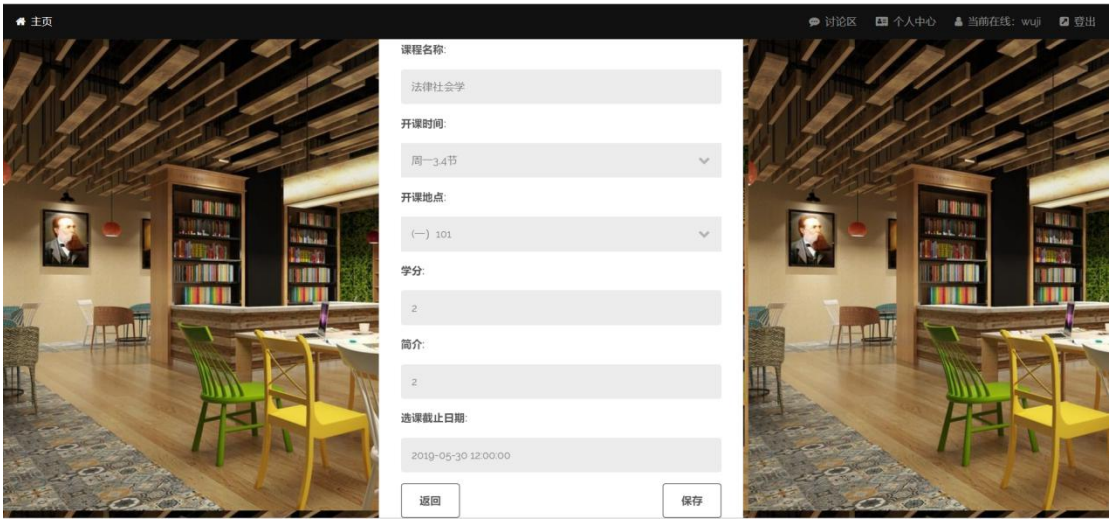 主页 讨论区 个人中心 当前在线：wuji 登出
课程名称:
法律社会学
开课时间:
周一3.4节
开课地点:
(一) 101
学分:
2
简介:
2
选课截止日期:
2019-05-30 12:00:00
返回 保存